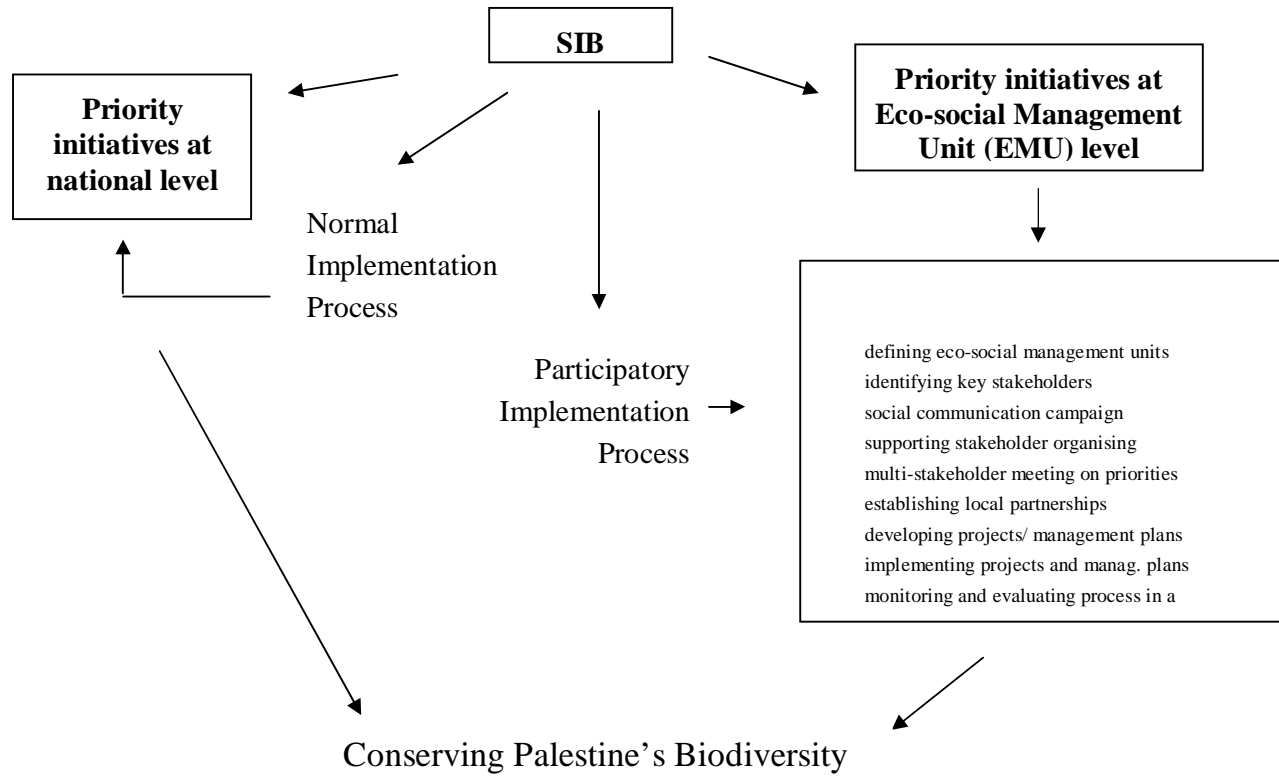 SIB
Priority
initiatives at
national level
Priority initiatives at
Eco-social Management
Unit (EMU) level
Normal
Implementation
Process
Participatory
Implementation
Process
defining eco-social management units
identifying key stakeholders
social communication campaign
supporting stakeholder organising
multi-stakeholder meeting on priorities
establishing local partnerships
developing projects/ management plans
implementing projects and manag. plans
monitoring and evaluating process in a
Conserving Palestine’s Biodiversity